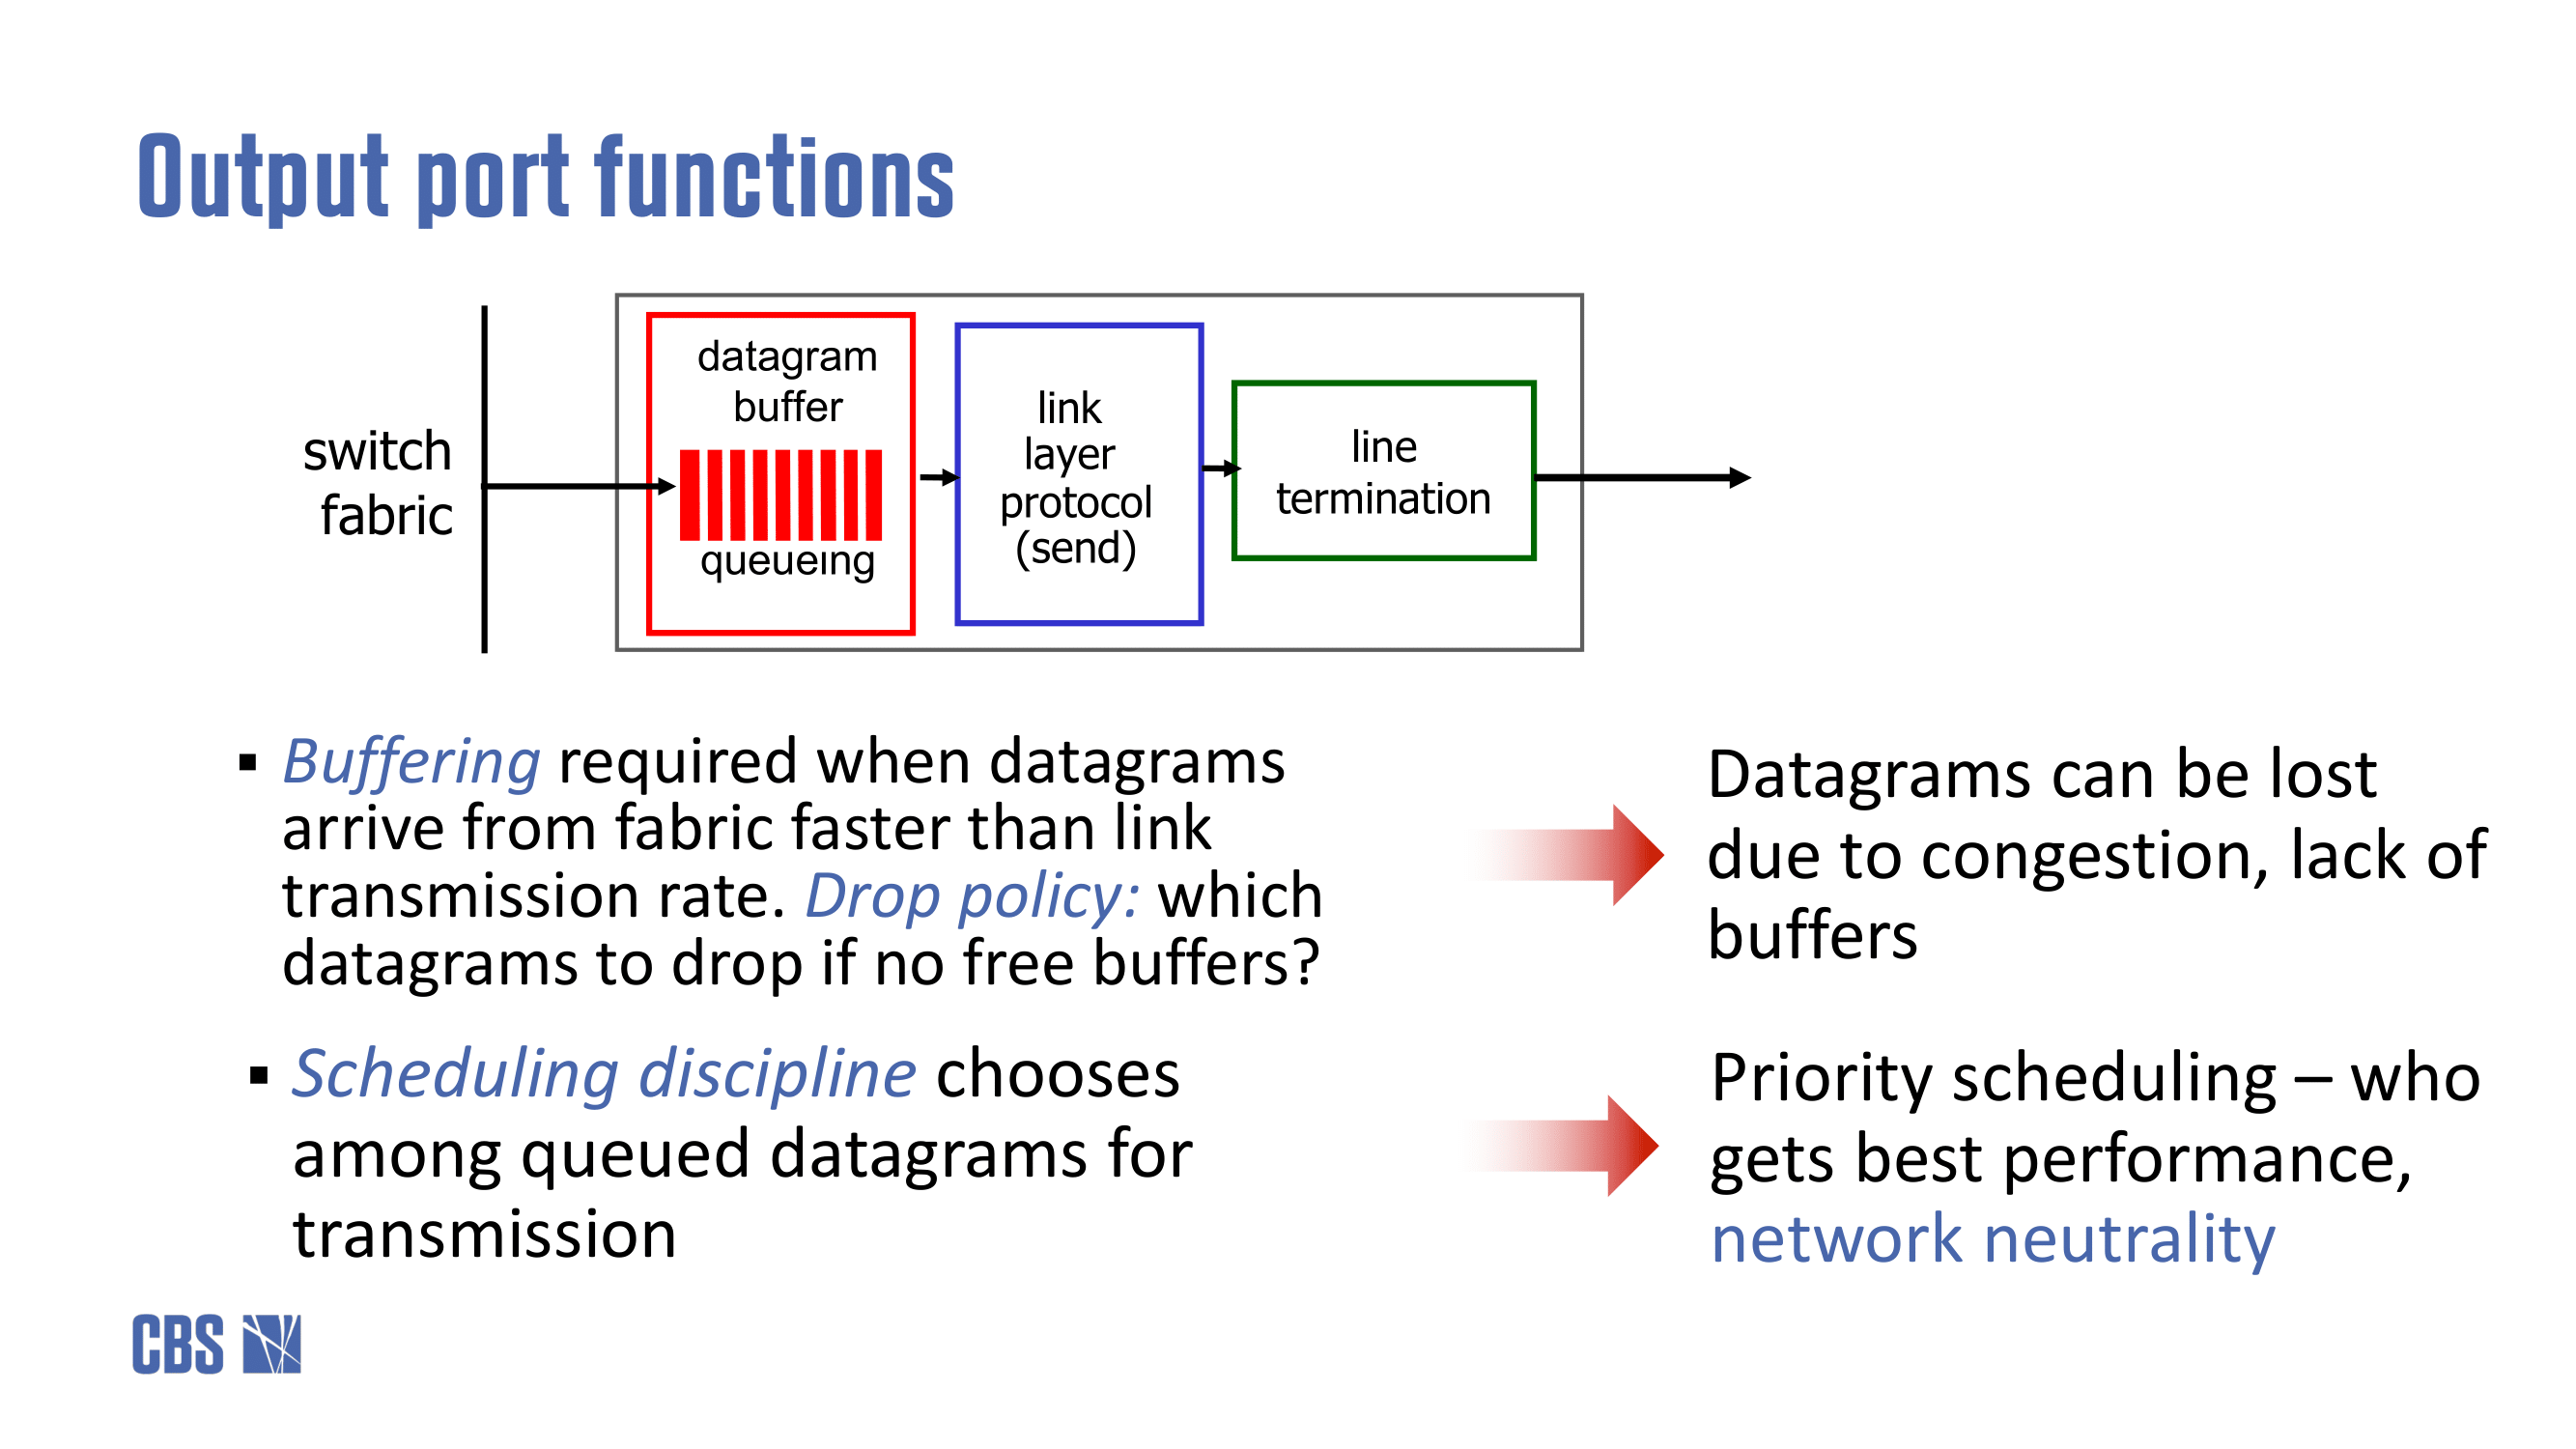 Output port functions
switch
fabric
datagram
buffer
queueing
link
layer
protocol
(send)
line
termination
▪ Buffering required when datagrams
arrive from fabric faster than link
transmission rate. Drop policy: which
datagrams to drop if no free buffers?
Datagrams can be lost
due to congestion, lack of
buffers
▪ Scheduling discipline chooses
among queued datagrams for
transmission
Priority scheduling – who
gets best performance,
network neutrality
CBS